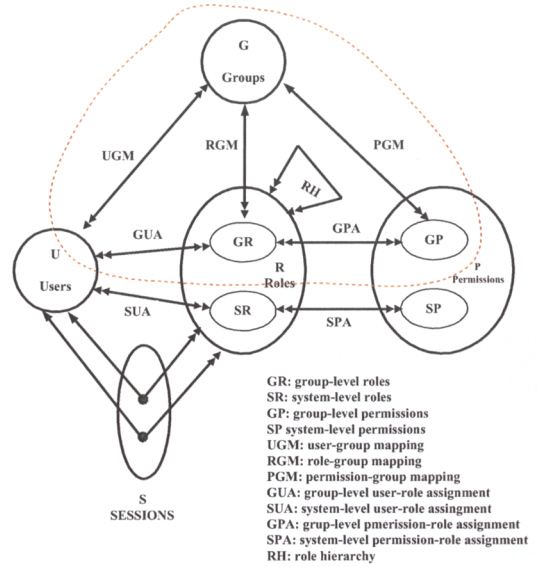 G
Groups
UGM
RGM
PGM
RH
GUA
GPA
U
Users
GR
GP
R
Roles
P
Permissions
SUA
SR
SPA
SP
S
SESSIONS
GR: group-level roles
SR: system-level roles
GP: group-level permissions
SP system-level permissions
UGM: user-group mapping
RGM: role-group mapping
PGM: permission-group mapping
GUA: group-level user-role assignment
SUA: system-level user-role assingment
GPA: grup-level pmerission-role assignment
SPA: system-level permission-role assignment
RH: role hierarchy